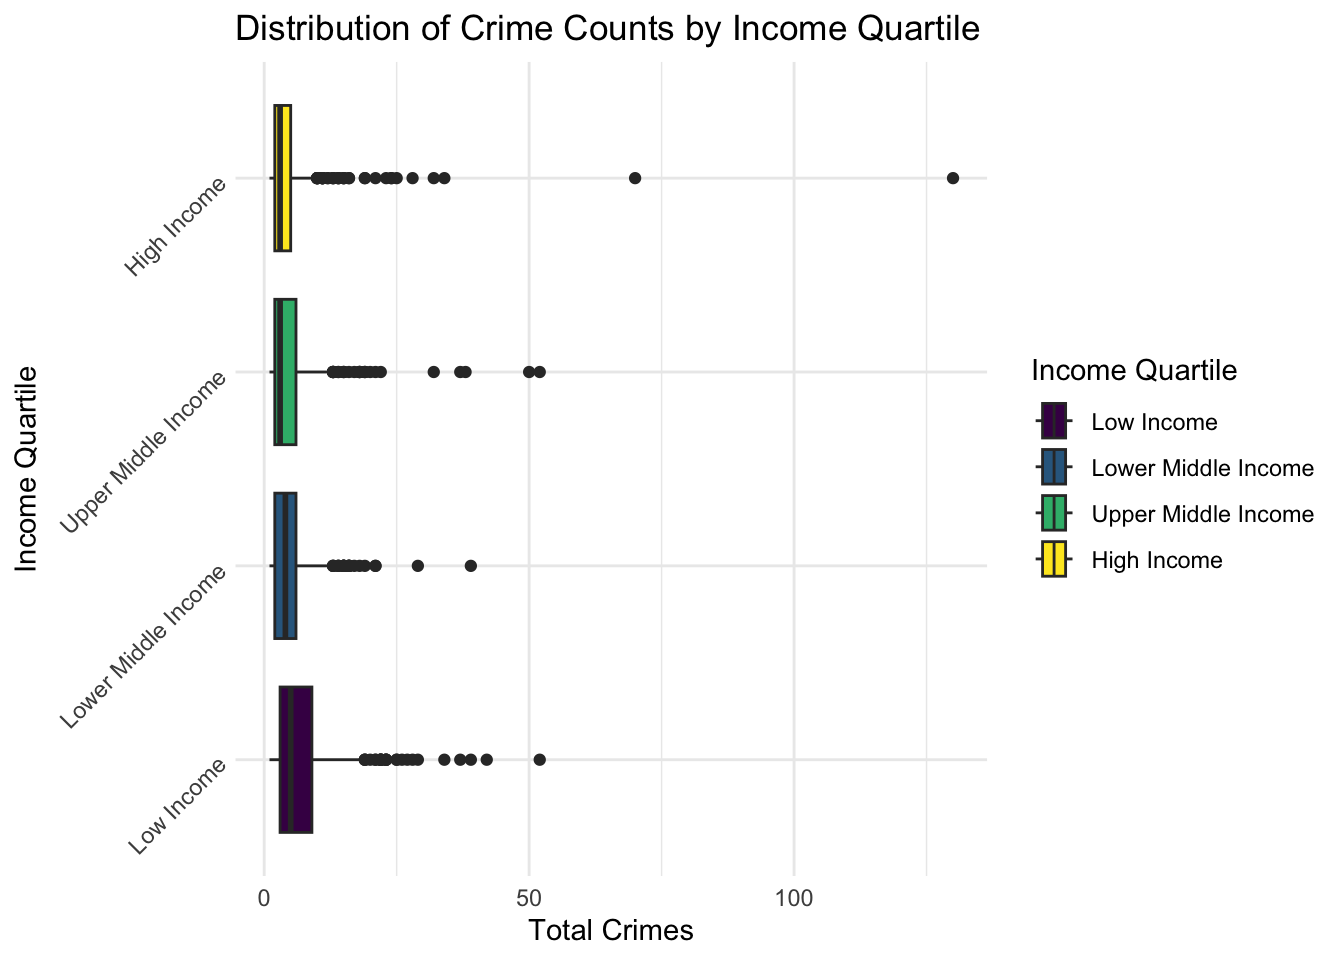 Distribution of Crime Counts by Income Quartile
Income Quartile
High Income
Upper Middle Income
Lower Middle Income
Low Income
0
50
100
Total Crimes
Income Quartile
Low Income
Lower Middle Income
Upper Middle Income
High Income